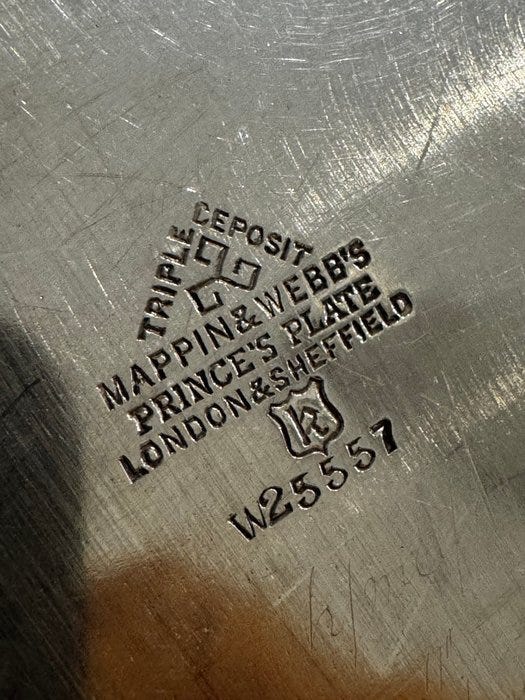 TRIPLE DEPOSIT
MAPPIN & WEBB'S
PRINCE'S PLATE
LONDON & SHEFFIELD
W25557